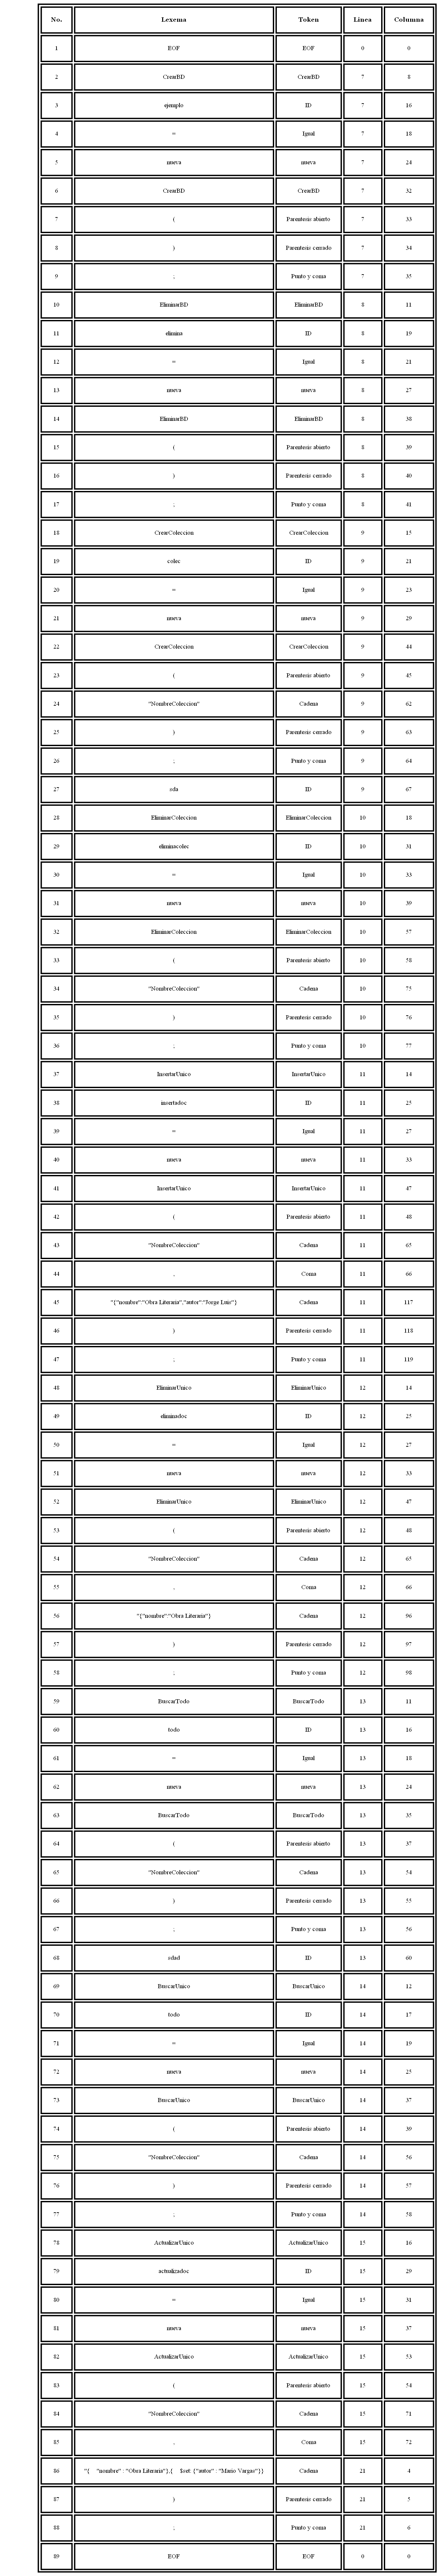 No. Lexema Token Linea Columna
1 EOF EOF 0 0
2 CrearBD CrearBD 7 8
3 ejemplo ID 7 16
4 = Igual 7 18
5 nueva nueva 7 24
6 CrearBD CrearBD 7 32
7 ( Parentesis abierto 7 33
8 ) Parentesis cerrado 7 34
9 ; Punto y coma 7 35
10 EliminarBD EliminarBD 8 11
11 elimina ID 8 19
12 = Igual 8 21
13 nueva nueva 8 27
14 EliminarBD EliminarBD 8 38
15 ( Parentesis abierto 8 39
16 ) Parentesis cerrado 8 40
17 ; Punto y coma 8 41
18 CrearColeccion CrearColeccion 9 15
19 colec ID 9 21
20 = Igual 9 23
21 nueva nueva 9 29
22 CrearColeccion CrearColeccion 9 44
23 ( Parentesis abierto 9 45
24 "NombreColeccion" Cadena 9 62
25 ) Parentesis cerrado 9 63
26 ; Punto y coma 9 64
27 sda ID 9 67
28 EliminarColeccion EliminarColeccion 10 18
29 eliminacolec ID 10 31
30 = Igual 10 33
31 nueva nueva 10 39
32 EliminarColeccion EliminarColeccion 10 57
33 ( Parentesis abierto 10 58
34 "NombreColeccion" Cadena 10 75
35 ) Parentesis cerrado 10 76
36 ; Punto y coma 10 77
37 InsertarUnico InsertarUnico 11 14
38 insertadoc ID 11 25
39 = Igual 11 27
40 nueva nueva 11 33
41 InsertarUnico InsertarUnico 11 47
42 ( Parentesis abierto 11 48
43 "NombreColeccion" Cadena 11 65
44 , Coma 11 66
45 "{"nombre":"Obra Literaria","autor":"Jorge Luis"} Cadena 11 117
46 ) Parentesis cerrado 11 118
47 ; Punto y coma 11 119
48 EliminarUnico EliminarUnico 12 14
49 eliminadoc ID 12 25
50 = Igual 12 27
51 nueva nueva 12 33
52 EliminarUnico EliminarUnico 12 47
53 ( Parentesis abierto 12 48
54 "NombreColeccion" Cadena 12 65
55 , Coma 12 66
56 "{"nombre":"Obra Literaria"} Cadena 12 96
57 ) Parentesis cerrado 12 97
58 ; Punto y coma 12 98
59 BuscarTodo BuscarTodo 13 11
60 todo ID 13 16
61 = Igual 13 18
62 nueva nueva 13 24
63 BuscarTodo BuscarTodo 13 35
64 ( Parentesis abierto 13 37
65 "NombreColeccion" Cadena 13 54
66 ) Parentesis cerrado 13 55
67 ; Punto y coma 13 56
68 sdad ID 13 60
69 BuscarUnico BuscarUnico 14 12
70 todo ID 14 17
71 = Igual 14 19
72 nueva nueva 14 25
73 BuscarUnico BuscarUnico 14 37
74 ( Parentesis abierto 14 39
75 "NombreColeccion" Cadena 14 56
76 ) Parentesis cerrado 14 57
77 ; Punto y coma 14 58
78 ActualizarUnico ActualizarUnico 15 16
79 actualizadoc ID 15 29
80 = Igual 15 31
81 nueva nueva 15 37
82 ActualizarUnico ActualizarUnico 15 53
83 ( Parentesis abierto 15 54
84 "NombreColeccion" Cadena 15 71
85 , Coma 15 72
86 "{ "nombre" : "Obra Literaria"},{ $set: {"autor" : "Mario Vargas"}} Cadena 21 4
87 ) Parentesis cerrado 21 5
88 ; Punto y coma 21 6
89 EOF EOF 0 0